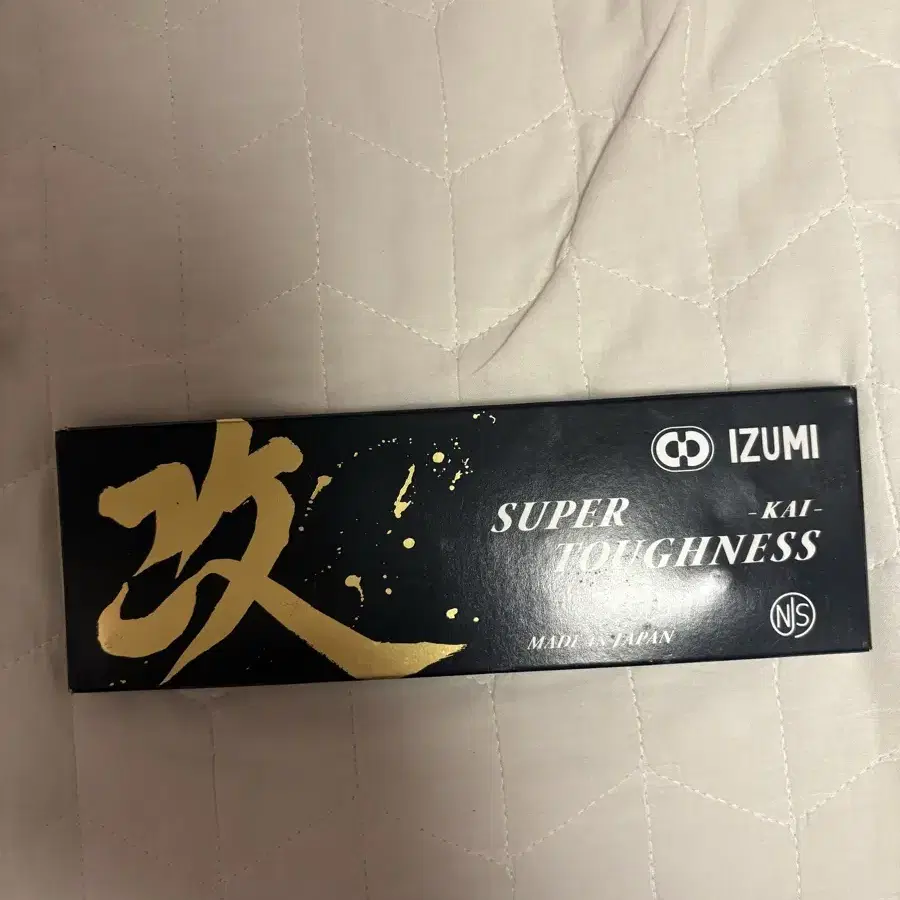 改
IZUMI
SUPER -KAI-
TOUGHNESS
MADE IN JAPAN
NJS